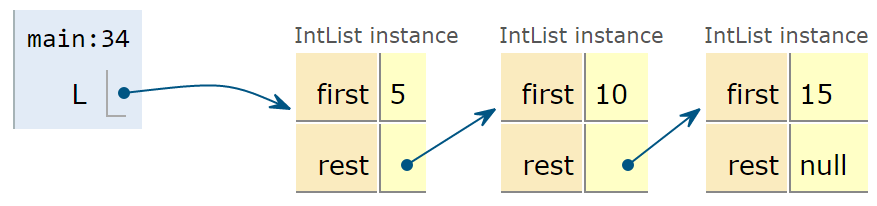 main:34
L
IntList instance
first 5
rest
IntList instance
first 10
rest
IntList instance
first 15
rest null